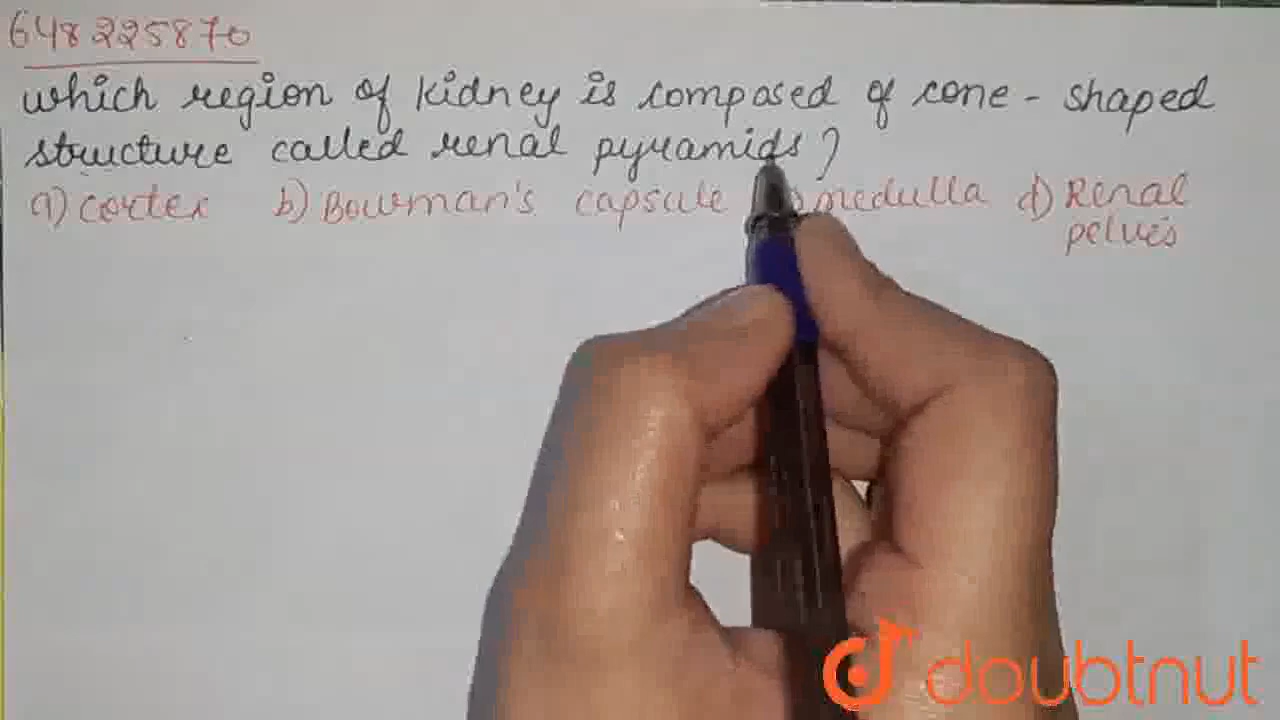 648225870
which region of kidney is composed of cone - shaped
structure called renal pyramids?
a) cortex b) Bowman's capsule medulla d) Renal
pelvis
doubtnut